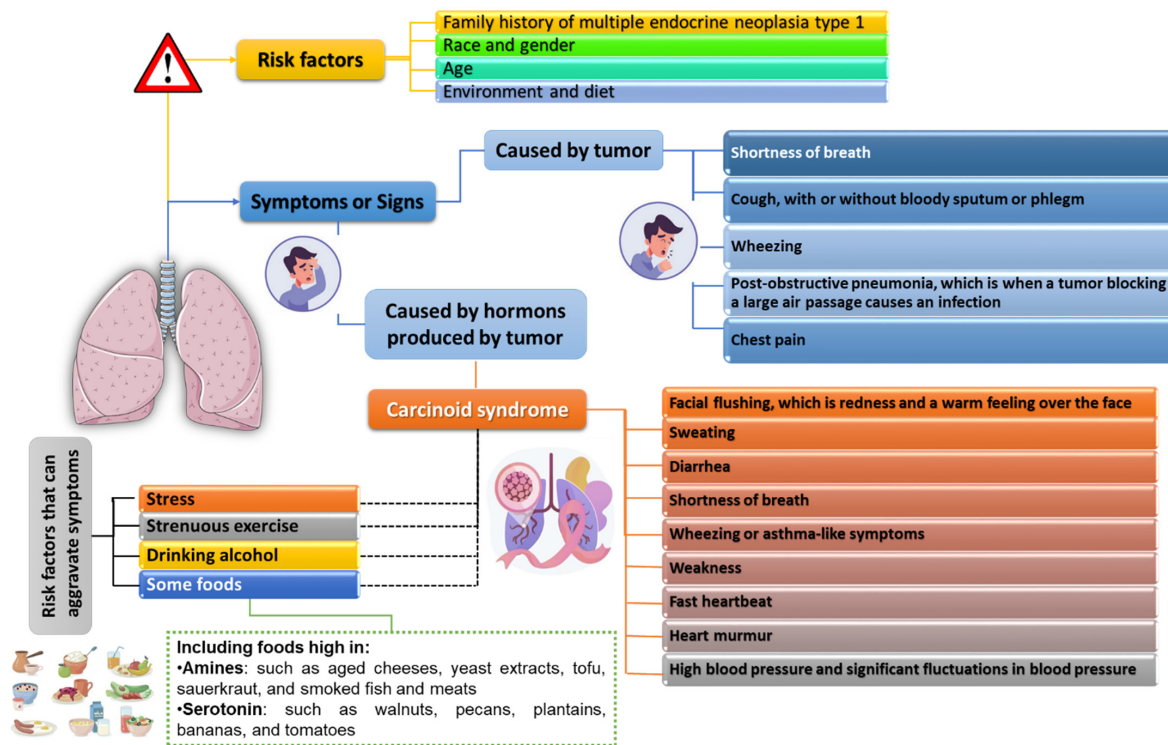 Risk factors
Family history of multiple endocrine neoplasia type 1
Race and gender
Age
Environment and diet
Symptoms or Signs
Caused by tumor
Shortness of breath
Cough, with or without bloody sputum or phlegm
Wheezing
Post-obstructive pneumonia, which is when a tumor blocking
a large air passage causes an infection
Chest pain
Caused by hormons
produced by tumor
Carcinoid syndrome
Facial flushing, which is redness and a warm feeling over the face
Sweating
Diarrhea
Shortness of breath
Wheezing or asthma-like symptoms
Weakness
Fast heartbeat
Heart murmur
High blood pressure and significant fluctuations in blood pressure
Risk factors that can
aggravate symptoms
Stress
Strenuous exercise
Drinking alcohol
Some foods
Including foods high in:
•Amines: such as aged cheeses, yeast extracts, tofu,
sauerkraut, and smoked fish and meats
•Serotonin: such as walnuts, pecans, plantains,
bananas, and tomatoes